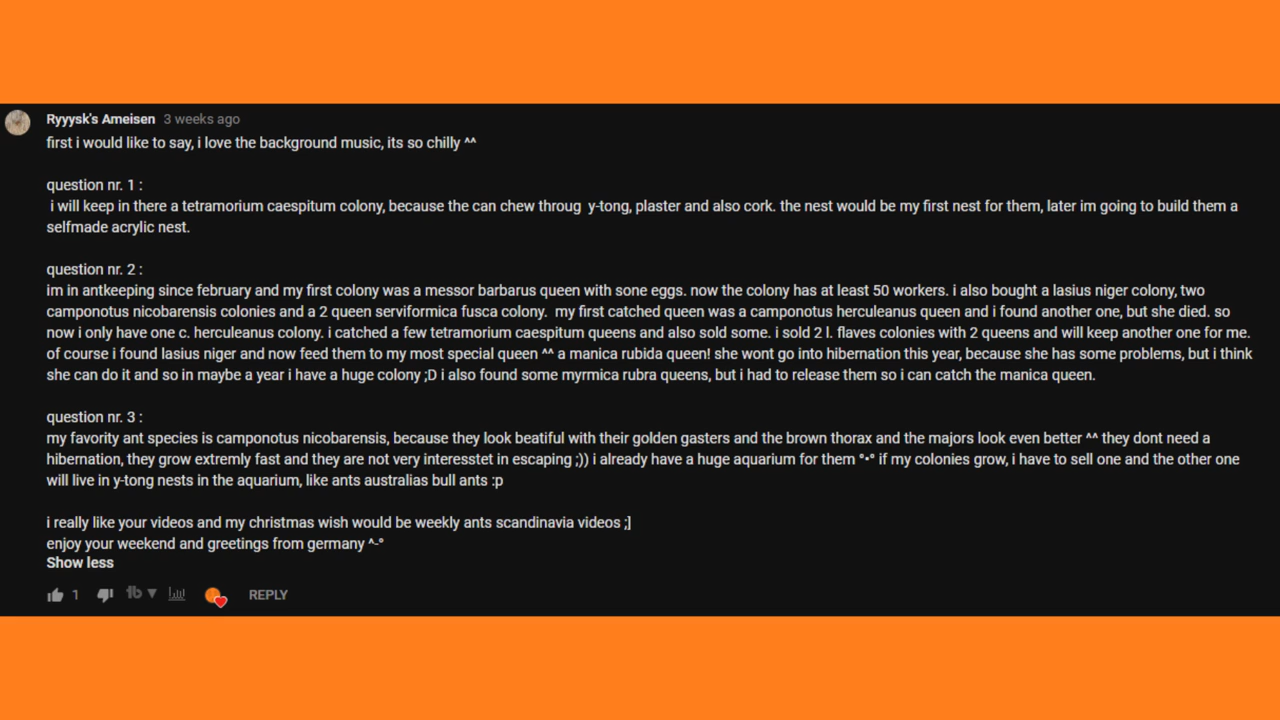 Ryyysk's Ameisen 3 weeks ago
first i would like to say, i love the background music, its so chilly ^^
question nr. 1 :
i will keep in there a tetramorium caespitum colony, because the can chew throug y-tong, plaster and also cork. the nest would be my first nest for them, later im going to build them a
selfmade acrylic nest.
question nr. 2 :
im in antkeeping since february and my first colony was a messor barbarus queen with sone eggs. now the colony has at least 50 workers. i also bought a lasius niger colony, two
camponotus nicobarensis colonies and a 2 queen serviformica fusca colony. my first catched queen was a camponotus herculeanus queen and i found another one, but she died. so
now i only have one c. herculeanus colony. i catched a few tetramorium caespitum queens and also sold some. i sold 2 l. flaves colonies with 2 queens and will keep another one for me.
of course i found lasius niger and now feed them to my most special queen ^^ a manica rubida queen! she wont go into hibernation this year, because she has some problems, but i think
she can do it and so in maybe a year i have a huge colony ;D i also found some myrmica rubra queens, but i had to release them so i can catch the manica queen.
question nr. 3 :
my favority ant species is camponotus nicobarensis, because they look beatiful with their golden gasters and the brown thorax and the majors look even better ^^ they dont need a
hibernation, they grow extremly fast and they are not very interesstet in escaping ;)) i already have a huge aquarium for them °•° if my colonies grow, i have to sell one and the other one
will live in y-tong nests in the aquarium, like ants australias bull ants :p
i really like your videos and my christmas wish would be weekly ants scandinavia videos ;]
enjoy your weekend and greetings from germany ^-°
Show less
1 tb REPLY